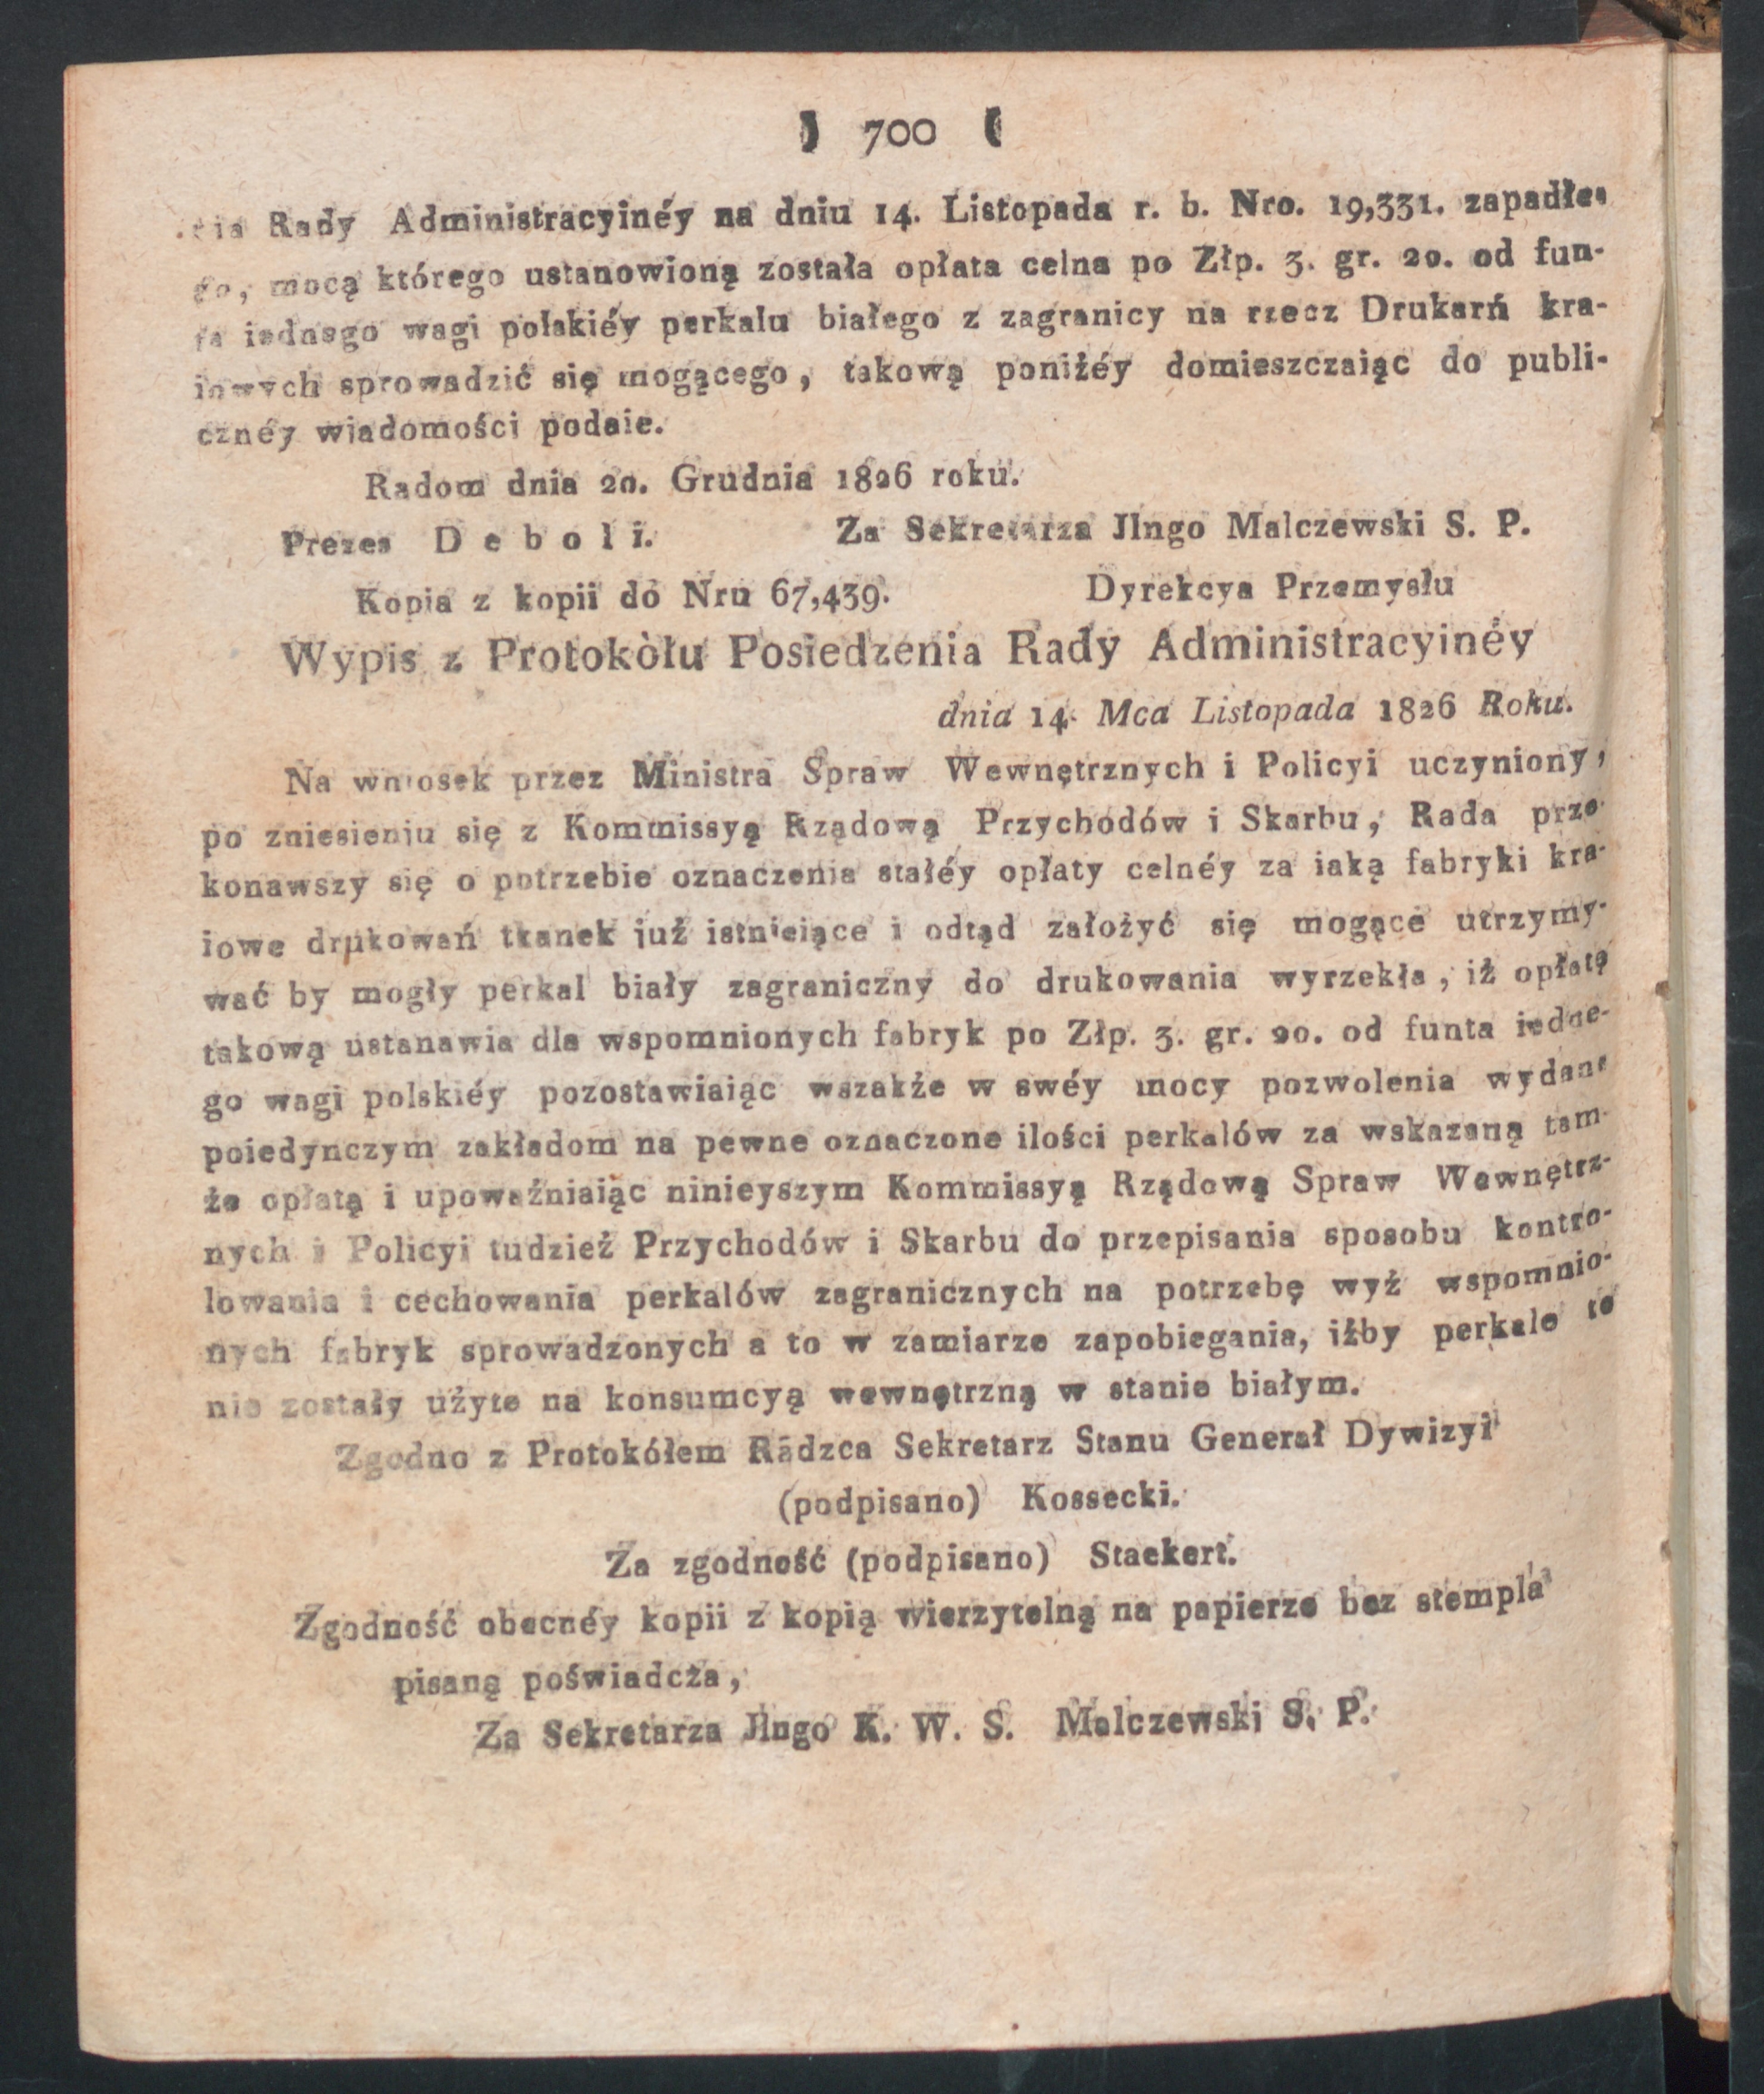 ) 700 (
Rady Administracyinéy na dniu 14. Listopada r. b. Nro. 19,331. zapadłe-
go, mocą którego ustanowioną została opłata celna po Złp. 3. gr. 20. od fun-
ta iednego wagi polskiéy perkalu białego z zagranicy na rzecz Drukarń kra-
iowych sprowadzić się mogącego, takową poniżéy domieszczaiąc do publi-
cznéy wiadomości podaie.
Radom dnia 20. Grudnia 1826 roku.
Prezes Deboli. Za Sekretarza Jlngo Malczewski S. P.
Kopia z kopii do Nru 67,439. Dyrekcya Przemysłu
Wypis z Protokòłu Posiedzenia Rady Administracyinéy
dnia 14. Mca Listopada 1826 Roku.
Na wniosek przez Ministra Spraw Wewnętrznych i Policyi uczyniony,
po zniesieniu się z Kommissyą Rządową Przychodów i Skarbu, Rada prze-
konawszy się o potrzebie oznaczenia stałéy opłaty celnéy za iaką fabryki kra-
iowe drukowań tkanek już istnieiące i odtąd założyć się mogące utrzymy-
wać by mogły perkal biały zagraniczny do drukowania wyrzekła, iż opłatę
takową ustanawia dla wspomnionych fabryk po Złp. 3. gr. 20. od funta iedne-
go wagi polskiéy pozostawiaiąc wszakże w swéy mocy pozwolenia wydane
poiedynczym zakładom na pewne oznaczone ilości perkalów za wskazaną tam-
że opłatą i upoważniaiąc ninieyszym Kommissyą Rządową Spraw Wewnętrz-
nych i Policyi tudzież Przychodów i Skarbu do przepisania sposobu kontro-
lowania i cechowania perkalów zagranicznych na potrzebę wyż wspomnio-
nych fabryk sprowadzonych a to w zamiarze zapobiegania, iżby perkale te
nie zostały użyte na konsumcyą wewnętrzną w stanie białym.
Zgodno z Protokółem Radzca Sekretarz Stanu Generał Dywizyi
(podpisano) Kossecki.
Za zgodność (podpisano) Staekert.
Zgodność obecnéy kopii z kopią wierzytelną na papierze bez stempla
pisaną poświadcza,
Za Sekretarza Jlngo K. W. S. Malczewski S. P.